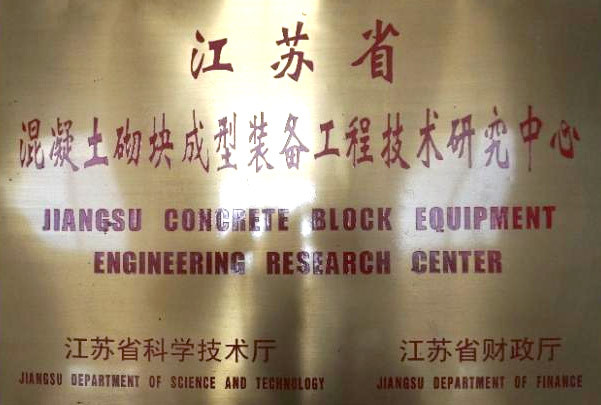 江苏省
混凝土砌块成型装备工程技术研究中心
JIANGSU CONCRETE BLOCK EQUIPMENT
ENGINEERING RESEARCH CENTER
江苏省科学技术厅
JIANGSU DEPARTMENT OF SCIENCE AND TECHNOLOGY
江苏省财政厅
JIANGSU DEPARTMENT OF FINANCE